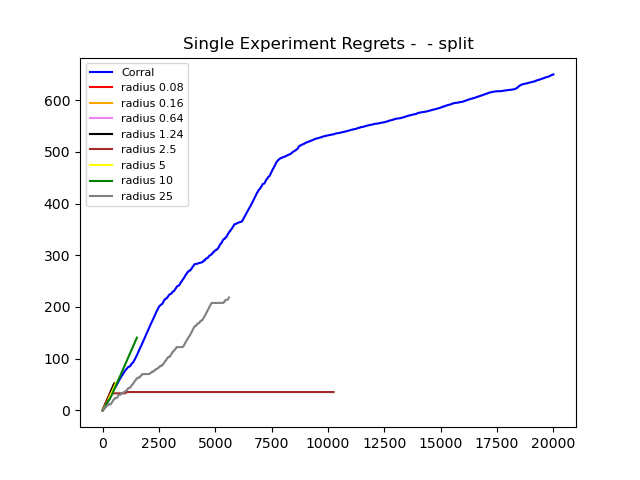 Single Experiment Regrets -  - split
Corral
radius 0.08
radius 0.16
radius 0.64
radius 1.24
radius 2.5
radius 5
radius 10
radius 25
600
500
400
300
200
100
0
0 2500 5000 7500 10000 12500 15000 17500 20000